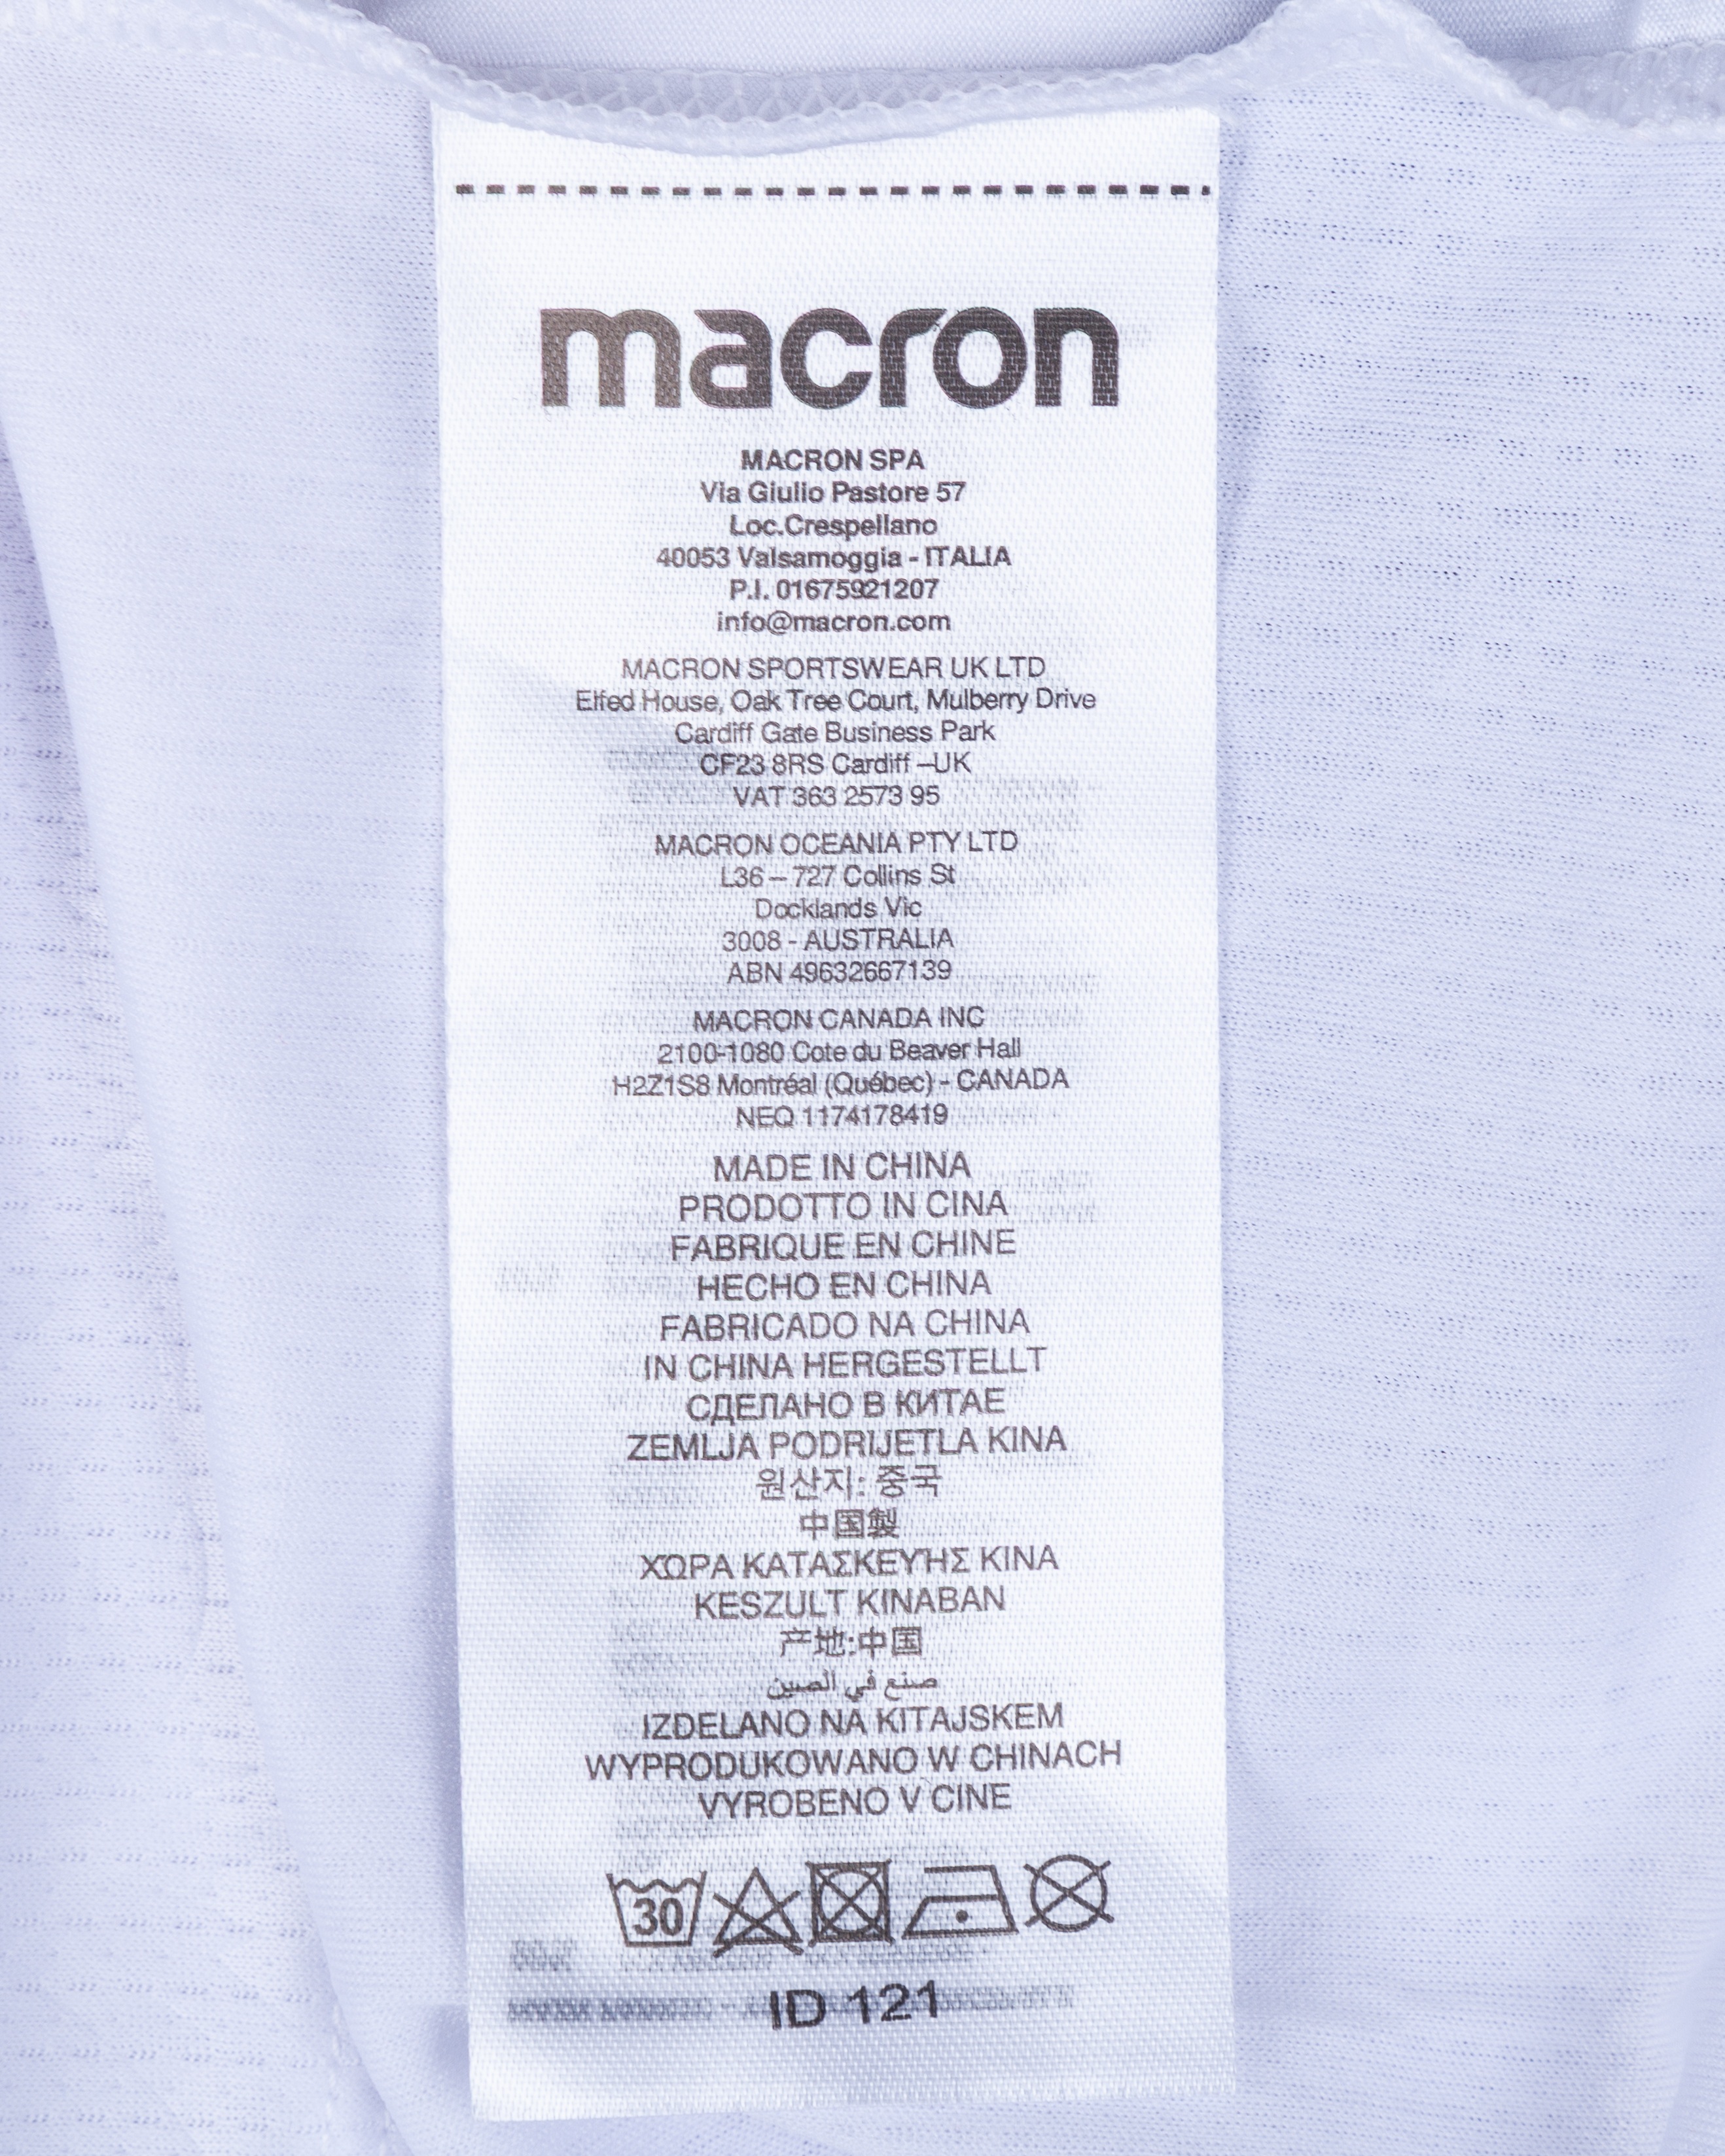 macron
MACRON SPA
Via Giulio Pastore 57
Loc.Crespellano
40053 Valsamoggia - ITALIA
P.I. 01675921207
info@macron.com
MACRON SPORTSWEAR UK LTD
Elfed House, Oak Tree Court, Mulberry Drive
Cardiff Gate Business Park
CF23 8RS Cardiff –UK
VAT 363 2573 95
MACRON OCEANIA PTY LTD
L36 – 727 Collins St
Docklands Vic
3008 - AUSTRALIA
ABN 49632667139
MACRON CANADA INC
2100-1080 Cote du Beaver Hall
H2Z1S8 Montréal (Québec) - CANADA
NEQ 1174178419
MADE IN CHINA
PRODOTTO IN CINA
FABRIQUE EN CHINE
HECHO EN CHINA
FABRICADO NA CHINA
IN CHINA HERGESTELLT
СДЕЛАНО В КИТАЕ
ZEMLJA PODRIJETLA KINA
원산지: 중국
中国製
ΧΩΡΑ ΚΑΤΑΣΚΕΥΉΣ ΚΙΝΑ
KESZULT KINABAN
产地:中国
صنع في الصين
IZDELANO NA KITAJSKEM
WYPRODUKOWANO W CHINACH
VYROBENO V CINE
30
ID 121